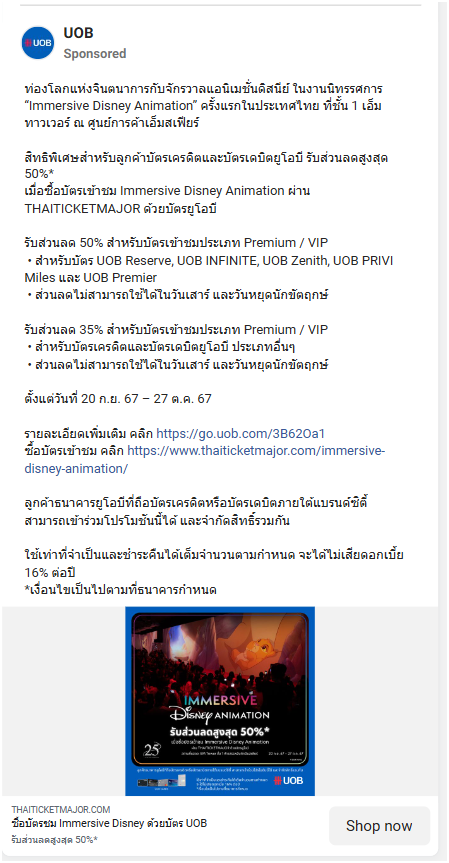 UOB
UOB
Sponsored
ท่องโลกแห่งจินตนาการกับจักรวาลแอนิเมชั่นดิสนีย์ ในงานนิทรรศการ
“Immersive Disney Animation” ครั้งแรกในประเทศไทย ที่ชั้น 1 เอ็ม
ทาวเวอร์ ณ ศูนย์การค้าเอ็มสเฟียร์
สิทธิพิเศษสำหรับลูกค้าบัตรเครดิตและบัตรเดบิตยูโอบี รับส่วนลดสูงสุด
50%*
เมื่อซื้อบัตรเข้าชม Immersive Disney Animation ผ่าน
THAITICKETMAJOR ด้วยบัตรยูโอบี
รับส่วนลด 50% สำหรับบัตรเข้าชมประเภท Premium / VIP
• สำหรับบัตร UOB Reserve, UOB INFINITE, UOB Zenith, UOB PRIVI
Miles และ UOB Premier
• ส่วนลดไม่สามารถใช้ได้ในวันเสาร์ และวันหยุดนักขัตฤกษ์
รับส่วนลด 35% สำหรับบัตรเข้าชมประเภท Premium / VIP
• สำหรับบัตรเครดิตและบัตรเดบิตยูโอบี ประเภทอื่นๆ
• ส่วนลดไม่สามารถใช้ได้ในวันเสาร์ และวันหยุดนักขัตฤกษ์
ตั้งแต่วันที่ 20 ก.ย. 67 – 27 ต.ค. 67
รายละเอียดเพิ่มเติม คลิก https://go.uob.com/3B62Oa1
ซื้อบัตรเข้าชม คลิก https://www.thaiticketmajor.com/immersive-
disney-animation/
ลูกค้าธนาคารยูโอบีที่ถือบัตรเครดิตหรือบัตรเดบิตภายใต้แบรนด์ซิตี้
สามารถเข้าร่วมโปรโมชันนี้ได้ และจำกัดสิทธิ์รวมกัน
ใช้เท่าที่จำเป็นและชำระคืนได้เต็มจำนวนตามกำหนด จะได้ไม่เสียดอกเบี้ย
16% ต่อปี
*เงื่อนไขเป็นไปตามที่ธนาคารกำหนด
IMMERSIVE
Disney ANIMATION
รับส่วนลดสูงสุด 50%*
เมื่อซื้อบัตรเข้าชม Immersive Disney Animation
25
UOB
THAITICKETMAJOR.COM
ซื้อบัตรชม Immersive Disney ด้วยบัตร UOB
รับส่วนลดสูงสุด 50%*
Shop now